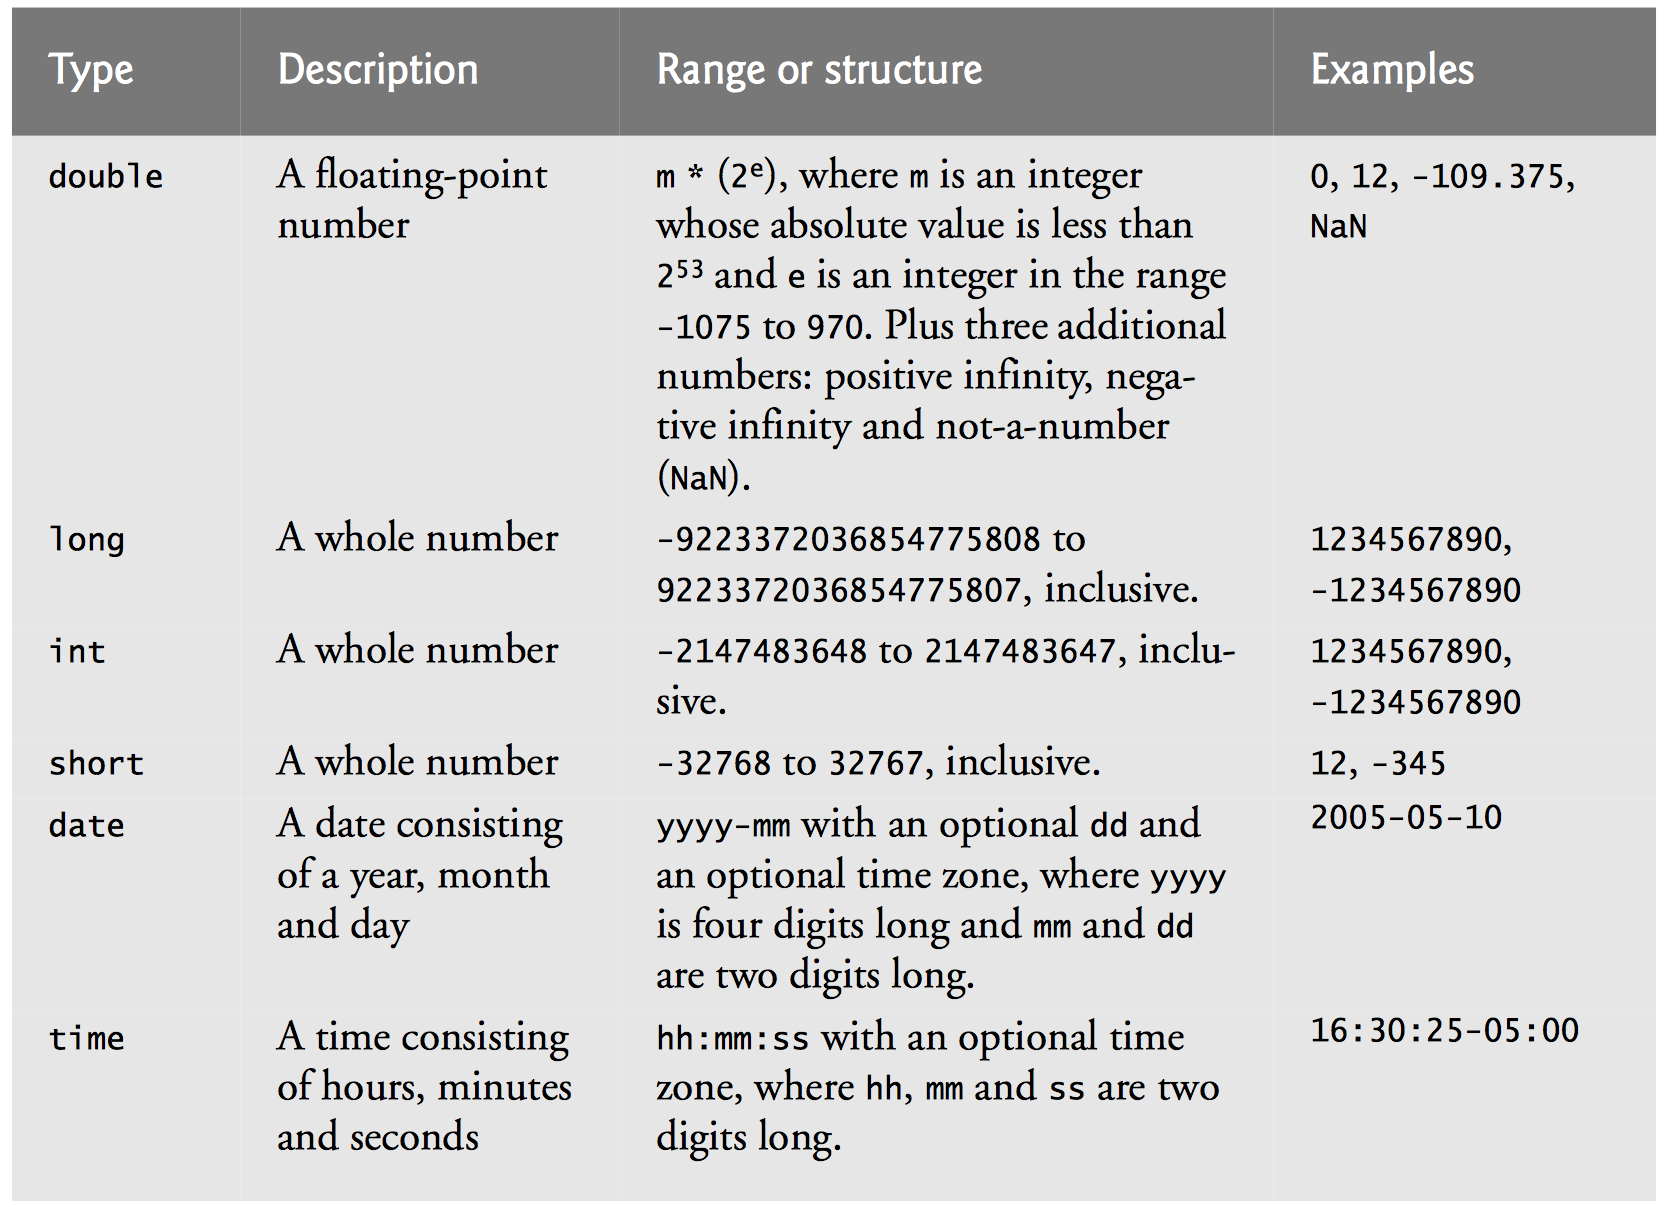 Type Description Range or structure Examples
double A floating-point m * (2ᵉ), where m is an integer 0, 12, -109.375,
number whose absolute value is less than NaN
2⁵³ and e is an integer in the range
-1075 to 970. Plus three additional
numbers: positive infinity, nega-
tive infinity and not-a-number
(NaN).
long A whole number -9223372036854775808 to 1234567890,
9223372036854775807, inclusive. -1234567890
int A whole number -2147483648 to 2147483647, inclu- 1234567890,
sive. -1234567890
short A whole number -32768 to 32767, inclusive. 12, -345
date A date consisting yyyy-mm with an optional dd and 2005-05-10
of a year, month an optional time zone, where yyyy
and day is four digits long and mm and dd
are two digits long.
time A time consisting hh:mm:ss with an optional time 16:30:25-05:00
of hours, minutes zone, where hh, mm and ss are two
and seconds digits long.